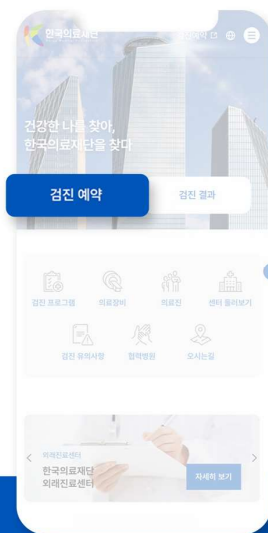 한국의료재단
건강한 나를 찾아,
한국의료재단을 찾다
검진 예약
검진 결과
검진 프로그램
의료장비
의료진
센터 둘러보기
검진 유의사항
협력병원
오시는길
외래진료센터
한국의료재단
외래진료센터
자세히 보기